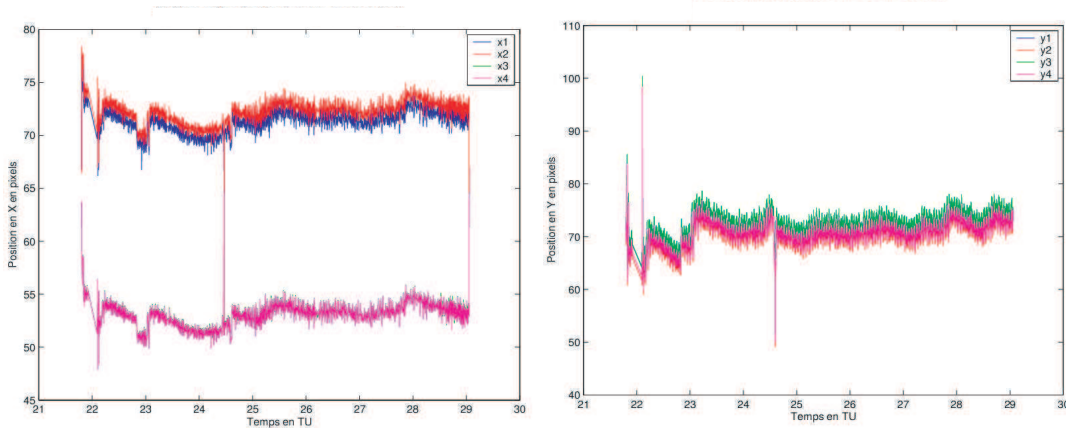 80
75
70
65
60
55
50
45
21 22 23 24 25 26 27 28 29 30
Position en X en pixels
Temps en TU
x1
x2
x3
x4
110
100
90
80
70
60
50
40
21 22 23 24 25 26 27 28 29 30
Position en Y en pixels
Temps en TU
y1
y2
y3
y4